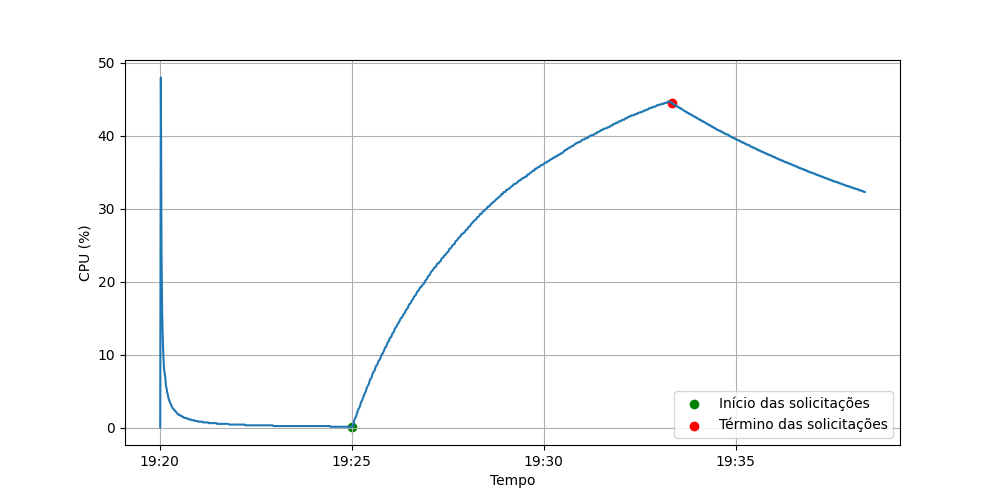 50
40
30
20
10
0
CPU (%)
19:20
19:25
19:30
19:35
Tempo
Início das solicitações
Término das solicitações